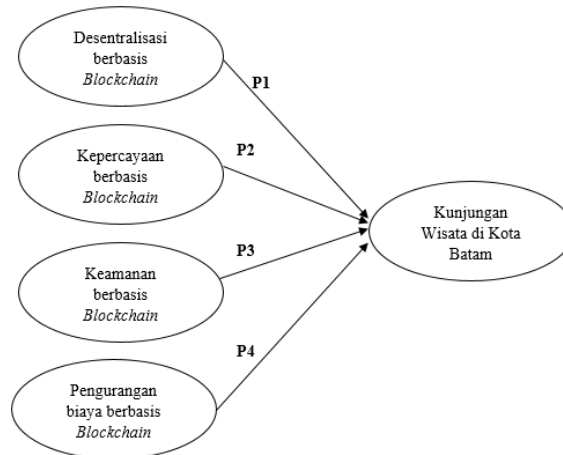 Desentralisasi
berbasis
Blockchain
P1
Kepercayaan
berbasis
Blockchain
P2
Kunjungan
Wisata di Kota
Batam
Keamanan
berbasis
Blockchain
P3
Pengurangan
biaya berbasis
Blockchain
P4